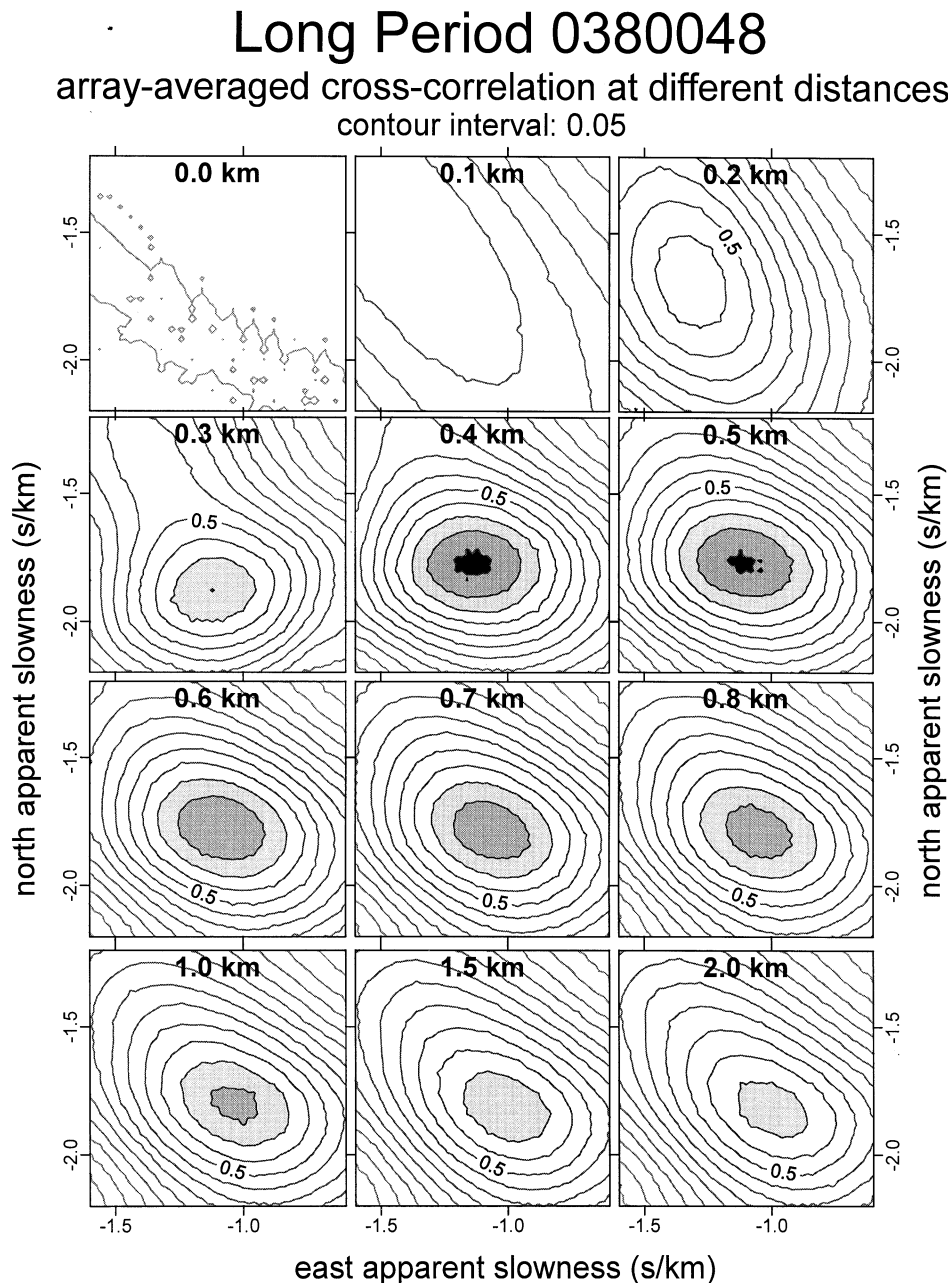 Long Period 0380048
array-averaged cross-correlation at different distances
contour interval: 0.05
0.0 km 0.1 km 0.2 km
0.5
-1.5 -1.5
-2.0 -2.0
0.3 km 0.4 km 0.5 km
0.5 0.5 0.5
-1.5 -1.5
-2.0 -2.0
0.6 km 0.7 km 0.8 km
-1.5 -1.5
-2.0 -2.0
0.5 0.5 0.5
1.0 km 1.5 km 2.0 km
-1.5 -1.5
-2.0 -2.0
0.5 0.5 0.5
-1.5 -1.0 -1.5 -1.0 -1.5 -1.0
north apparent slowness (s/km)
north apparent slowness (s/km)
east apparent slowness (s/km)